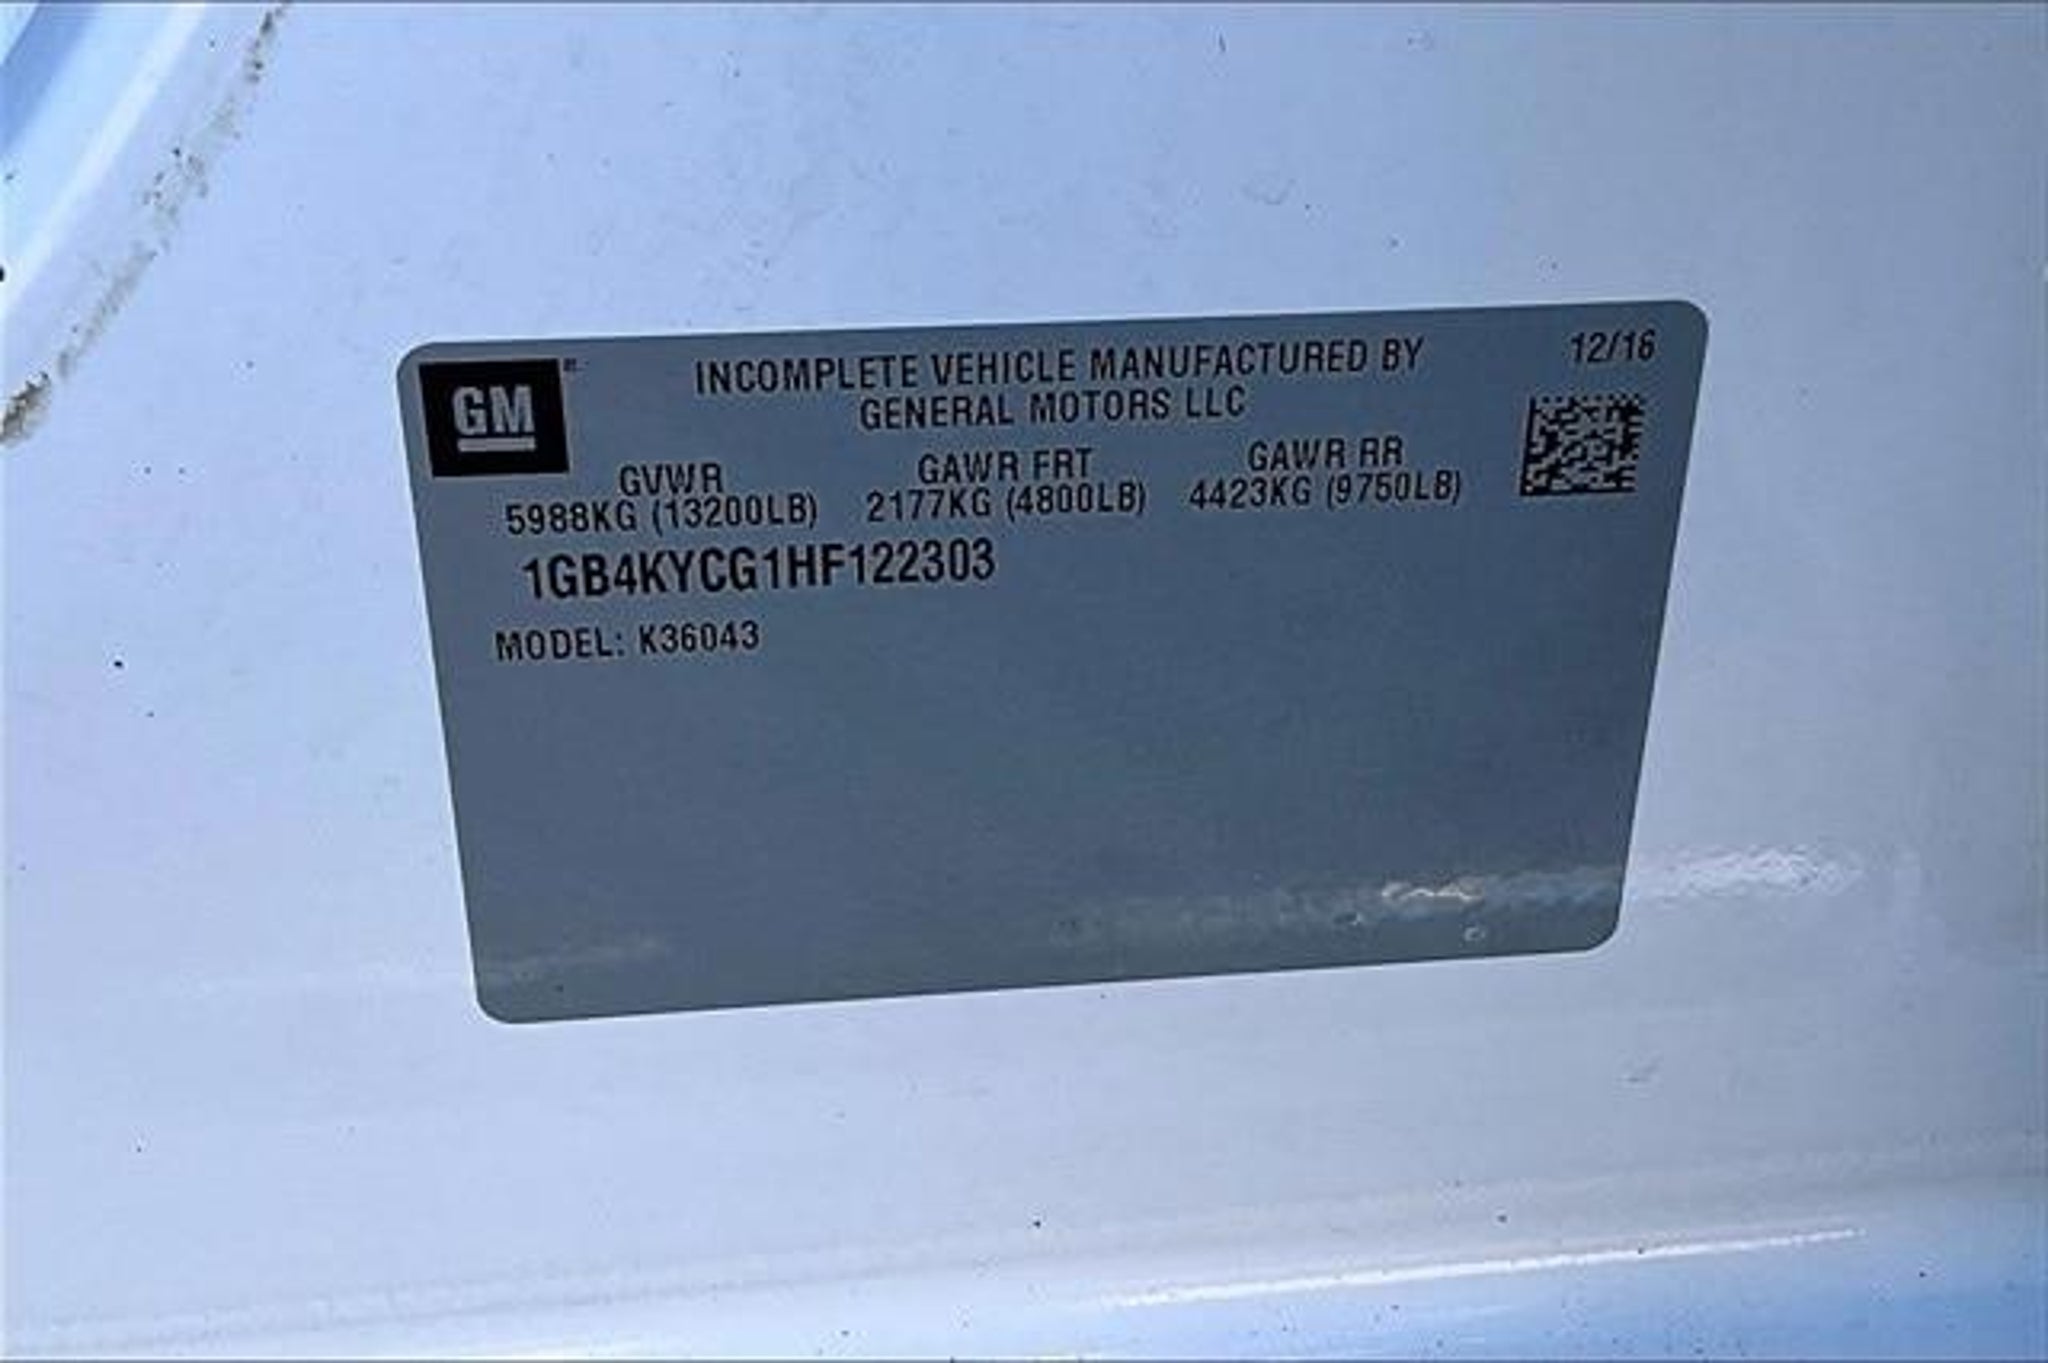 GM
INCOMPLETE VEHICLE MANUFACTURED BY
GENERAL MOTORS LLC
12/16
GVWR
5988KG (13200LB)
GAWR FRT
2177KG (4800LB)
GAWR RR
4423KG (9750LB)
1GB4KYCG1HF122303
MODEL: K36043